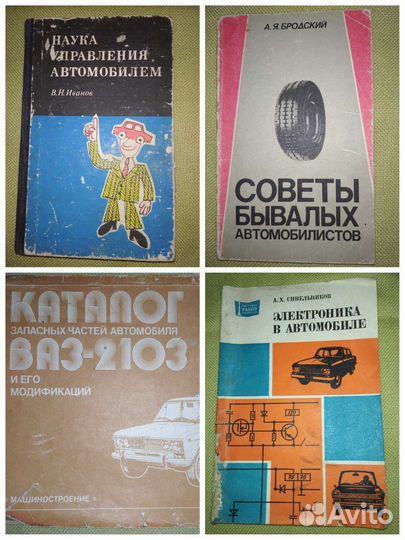 НАУКА
УПРАВЛЕНИЯ
АВТОМОБИЛЕМ
В.Н.Иванов
А.Я.БРОДСКИЙ
СОВЕТЫ
БЫВАЛЫХ
АВТОМОБИЛИСТОВ
КАТАЛОГ
ЗАПАСНЫХ ЧАСТЕЙ АВТОМОБИЛЯ
ВАЗ-2103
И ЕГО
МОДИФИКАЦИЙ
МАШИНОСТРОЕНИЕ
А. Х. СИНЕЛЬНИКОВ
ЭЛЕКТРОНИКА
В АВТОМОБИЛЕ
Avito